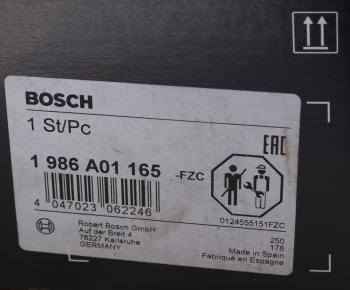 BOSCH
1 St/Pc
1 986 A01 165 -FZC
EAC
4 047023 062246
0124555151FZC
Robert Bosch GmbH
Auf der Breit 4
76227 Karlsruhe
GERMANY
250
178
Made in Spain
Fabriqué en Espagne